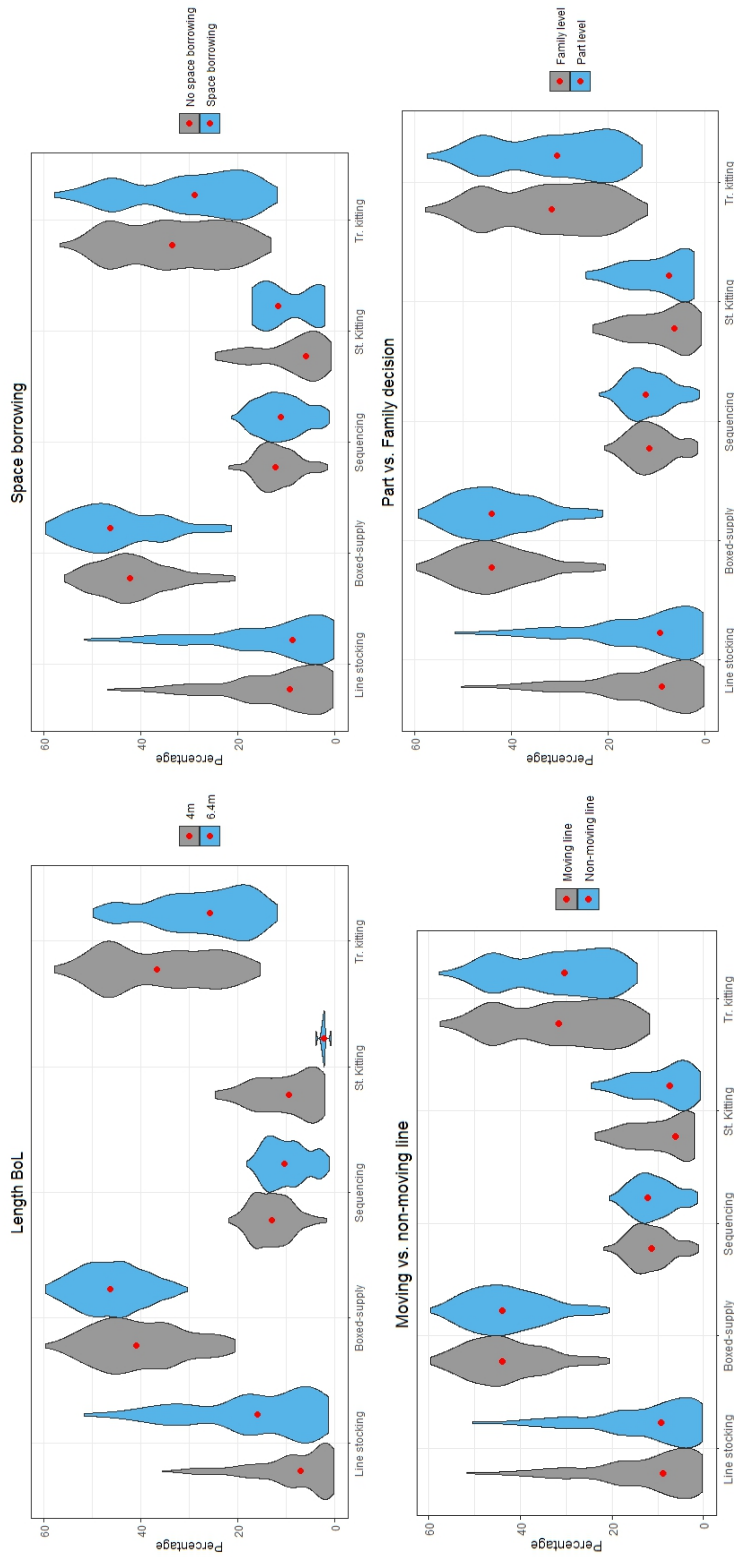 Length BoL
Percentage
60
40
20
0
Line stocking
Boxed-supply
Sequencing
St. Kitting
Tr. kitting
4m
6.4m
Space borrowing
Percentage
60
40
20
0
Line stocking
Boxed-supply
Sequencing
St. Kitting
Tr. kitting
No space borrowing
Space borrowing
Moving vs. non-moving line
Percentage
60
40
20
0
Line stocking
Boxed-supply
Sequencing
St. Kitting
Tr. kitting
Moving line
Non-moving line
Part vs. Family decision
Percentage
60
40
20
0
Line stocking
Boxed-supply
Sequencing
St. Kitting
Tr. kitting
Family level
Part level